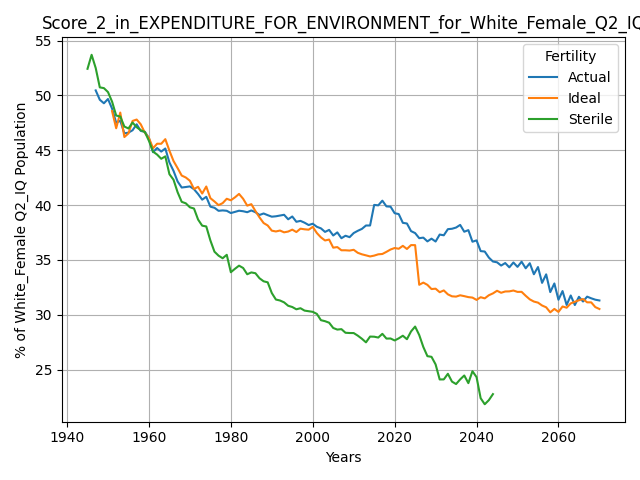 Score_2_in_EXPENDITURE_FOR_ENVIRONMENT_for_White_Female_Q2_IQ
Fertility
Actual
Ideal
Sterile
% of White_Female Q2_IQ Population
55
50
45
40
35
30
25
1940 1960 1980 2000 2020 2040 2060
Years